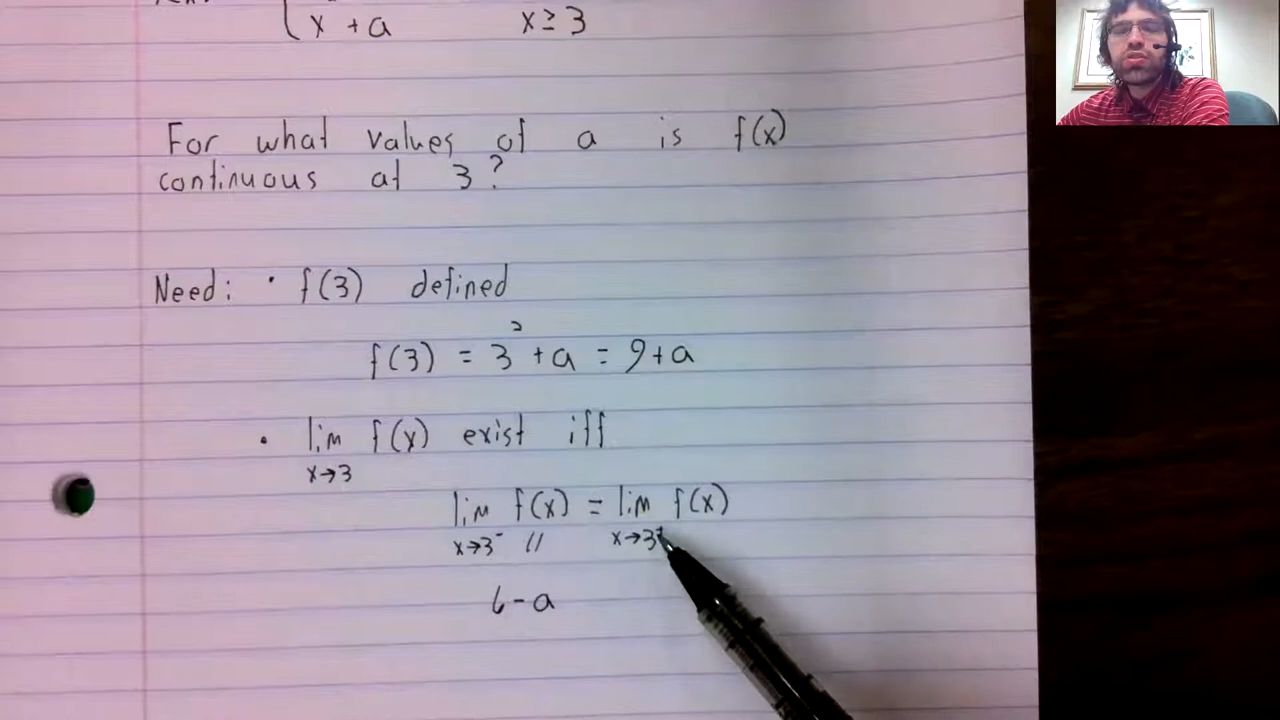 x + a x ≥ 3
For what values of a is f(x)
continuous at 3?
Need: · f(3) defined
f(3) = 3² + a = 9 + a
· lim f(x) exist iff
x→3
lim f(x) = lim f(x)
x→3⁻ // x→3⁺
6 - a